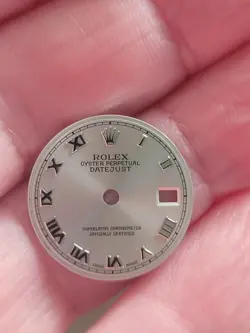 ROLEX
OYSTER PERPETUAL
DATEJUST
SUPERLATIVE CHRONOMETER
OFFICIALLY CERTIFIED